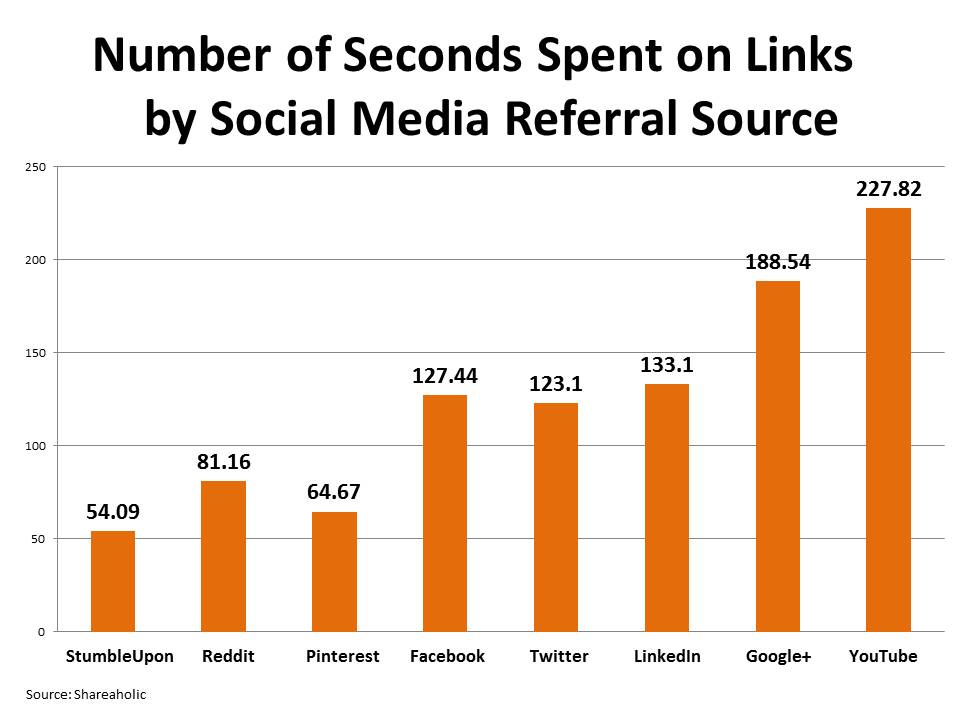 Number of Seconds Spent on Links
by Social Media Referral Source
250
200
150
100
50
0
54.09
81.16
64.67
127.44
123.1
133.1
188.54
227.82
StumbleUpon
Reddit
Pinterest
Facebook
Twitter
LinkedIn
Google+
YouTube
Source: Shareaholic